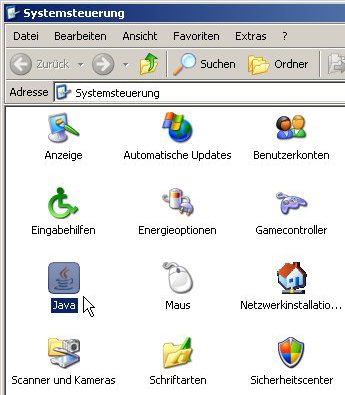 Systemsteuerung
Datei Bearbeiten Ansicht Favoriten Extras ?
Zurück Suchen Ordner
Adresse Systemsteuerung
Anzeige Automatische Updates Benutzerkonten
Eingabehilfen Energieoptionen Gamecontroller
Java Maus Netzwerkinstallatio...
Scanner und Kameras Schriftarten Sicherheitscenter